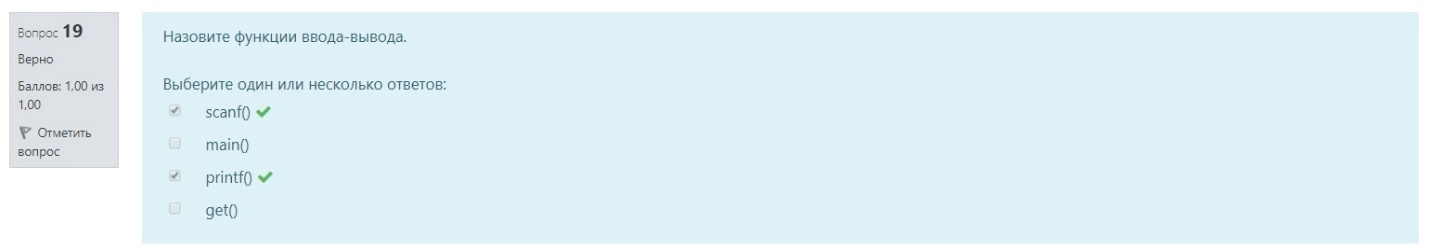 Вопрос 19
Верно
Баллов: 1,00 из
1,00
Отметить
вопрос
Назовите функции ввода-вывода.
Выберите один или несколько ответов:
scanf()
main()
printf()
get()